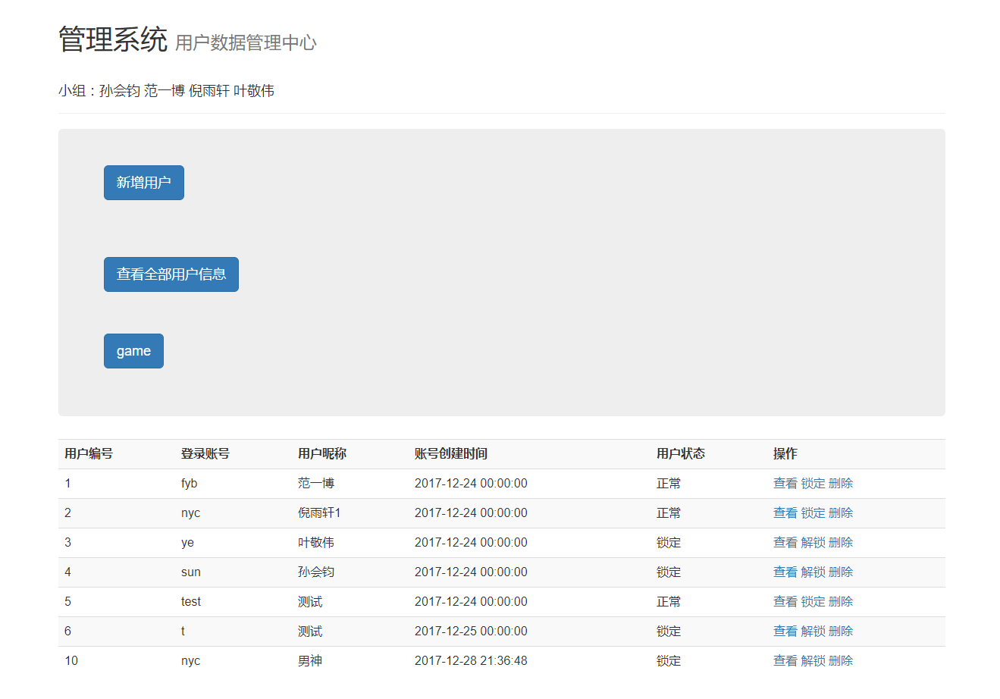 管理系统 用户数据管理中心
小组：孙会钧 范一博 倪雨轩 叶敬伟
新增用户
查看全部用户信息
game
用户编号 登录账号 用户昵称 账号创建时间 用户状态 操作
1 fyb 范一博 2017-12-24 00:00:00 正常 查看 锁定 删除
2 nyc 倪雨轩1 2017-12-24 00:00:00 正常 查看 锁定 删除
3 ye 叶敬伟 2017-12-24 00:00:00 锁定 查看 解锁 删除
4 sun 孙会钧 2017-12-24 00:00:00 锁定 查看 解锁 删除
5 test 测试 2017-12-24 00:00:00 正常 查看 锁定 删除
6 t 测试 2017-12-25 00:00:00 锁定 查看 解锁 删除
10 nyc 男神 2017-12-28 21:36:48 锁定 查看 解锁 删除